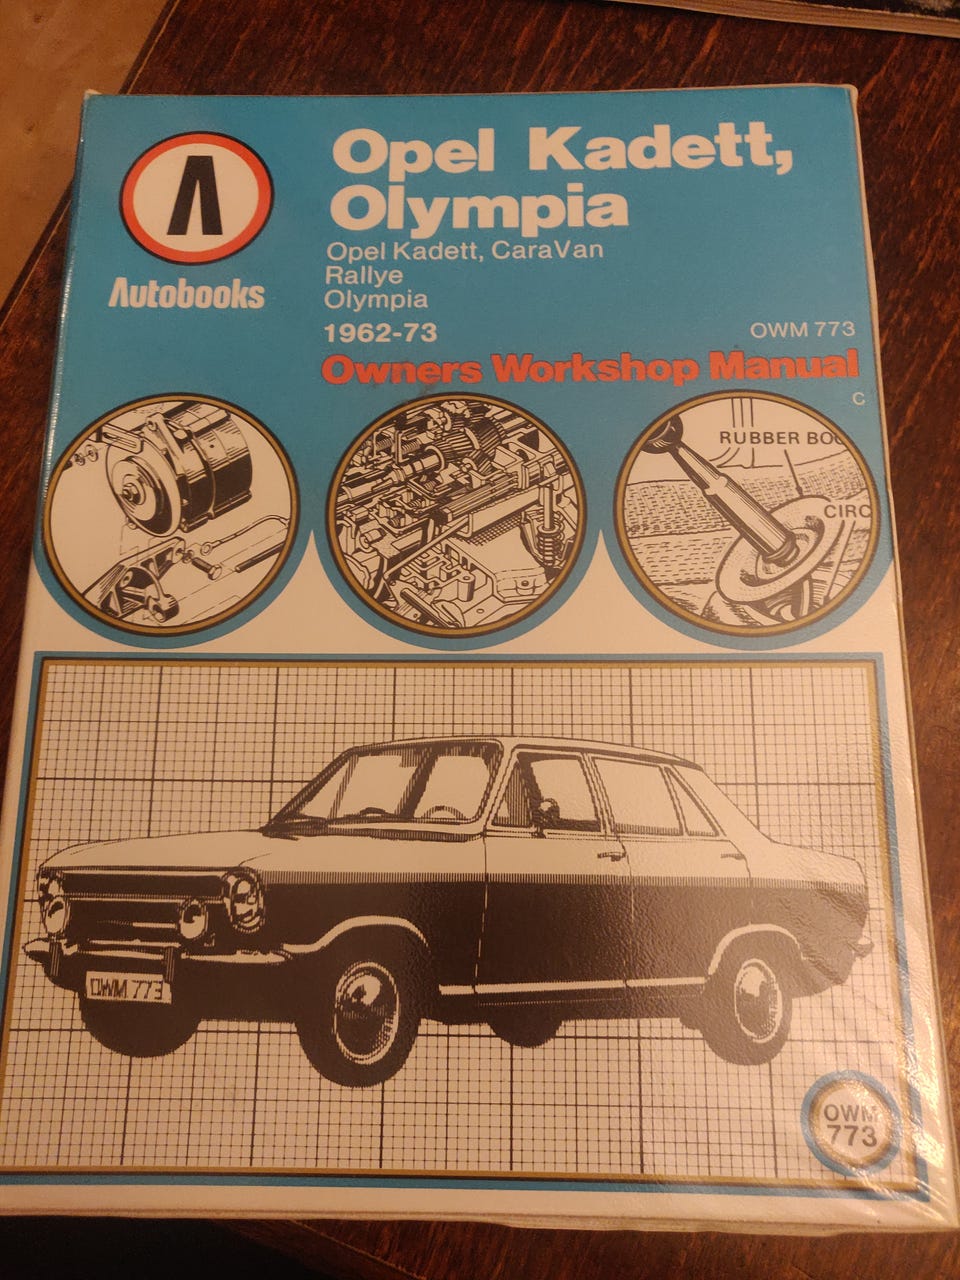 Opel Kadett,
Olympia
Opel Kadett, CaraVan
Rallye
Olympia
1962-73
OWM 773
Owners Workshop Manual
C
Autobooks
RUBBER BOO
CIRC
OWM 773
OWM
773